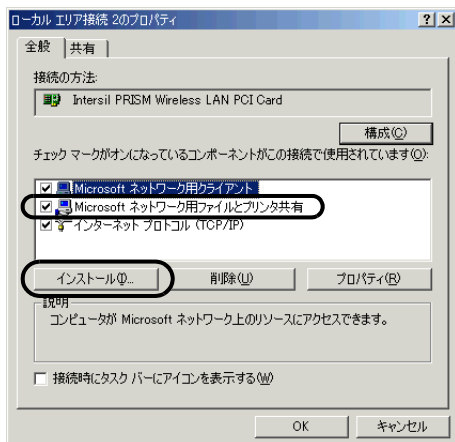 ローカル エリア接続 2のプロパティ
全般 共有
接続の方法:
Intersil PRISM Wireless LAN PCI Card
構成(C)
チェック マークがオンになっているコンポーネントがこの接続で使用されています(O):
Microsoft ネットワーク用クライアント
Microsoft ネットワーク用ファイルとプリンタ共有
インターネット プロトコル (TCP/IP)
インストール(I)... 削除(U) プロパティ(R)
説明
コンピュータが Microsoft ネットワーク上のリソースにアクセスできます。
接続時にタスク バーにアイコンを表示する(W)
OK キャンセル